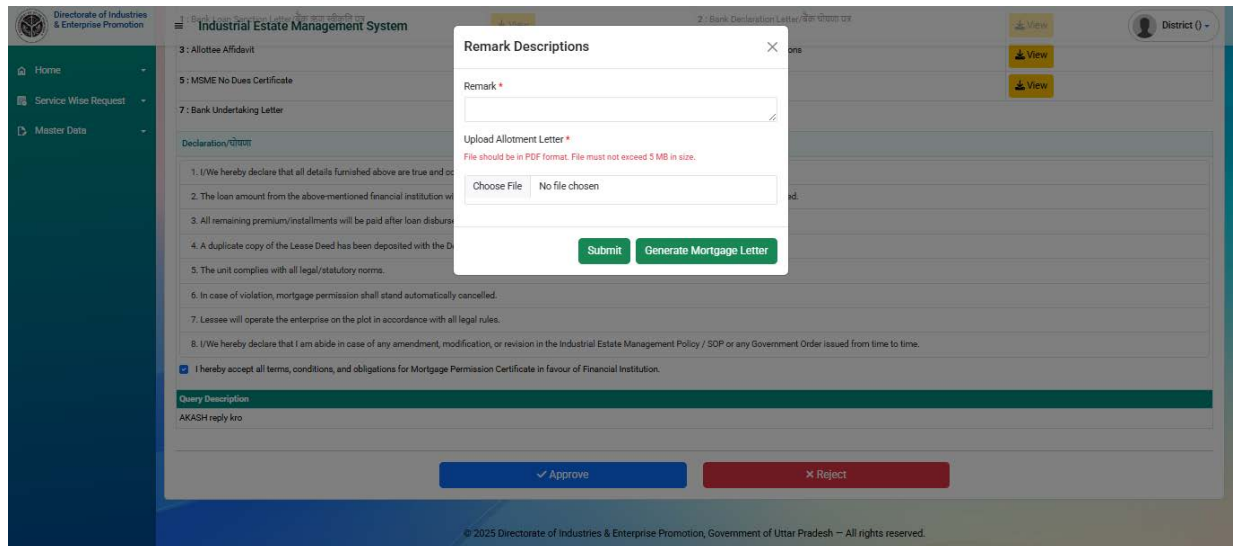 Directorate of Industries
& Enterprise Promotion
Industrial Estate Management System
District ()
Home
Service Wise Request
Master Data
1 : Bank Loan Sanction Letter/बैंक ऋण स्वीकृति पत्र
View
2 : Bank Declaration Letter/बैंक घोषणा पत्र
View
3 : Allottee Affidavit
ons
View
5 : MSME No Dues Certificate
View
7 : Bank Undertaking Letter
Declaration/घोषणा
1. I/We hereby declare that all details furnished above are true and
2. The loan amount from the above-mentioned financial institution
ed.
3. All remaining premium/installments will be paid after loan
4. A duplicate copy of the Lease Deed has been deposited with the
5. The unit complies with all legal/statutory norms.
6. In case of violation, mortgage permission shall stand automatically cancelled.
7. Lessee will operate the enterprise on the plot in accordance with all legal rules.
8. I/We hereby declare that I am abide in case of any amendment, modification, or revision in the Industrial Estate Management Policy / SOP or any Government Order issued from time to time.
I hereby accept all terms, conditions, and obligations for Mortgage Permission Certificate in favour of Financial Institution.
Query Description
AKASH reply kro
Approve
Reject
Remark Descriptions
Remark *
Upload Allotment Letter *
File should be in PDF format. File must not exceed 5 MB in size.
Choose File No file chosen
Submit
Generate Mortgage Letter
© 2025 Directorate of Industries & Enterprise Promotion, Government of Uttar Pradesh — All rights reserved.